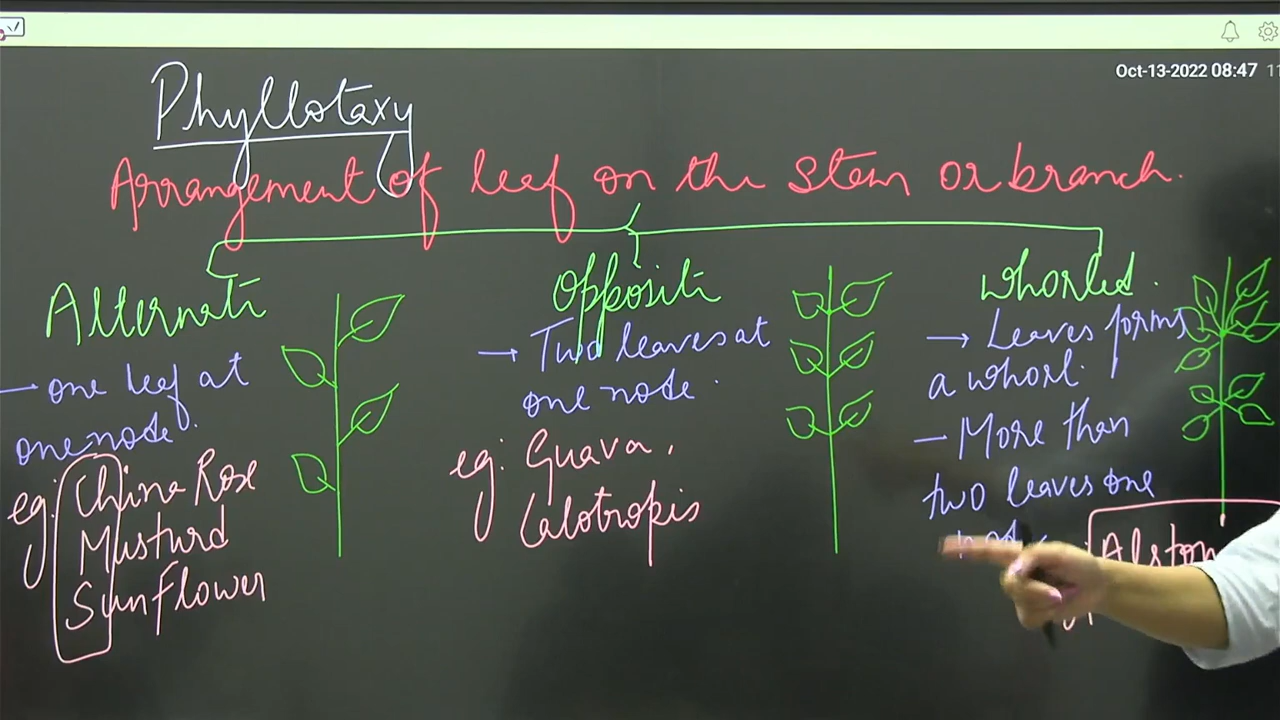 Oct-13-2022 08:47
Phyllotaxy
Arrangement of leaf on the stem or branch.
Alternate
→ one leaf at
one node.
eg: China Rose
Mustard
Sunflower
Opposite
→ Two leaves at
one node.
eg: Guava,
Calotropis
Whorled.
→ Leaves forms
a whorl.
– More than
two leaves one